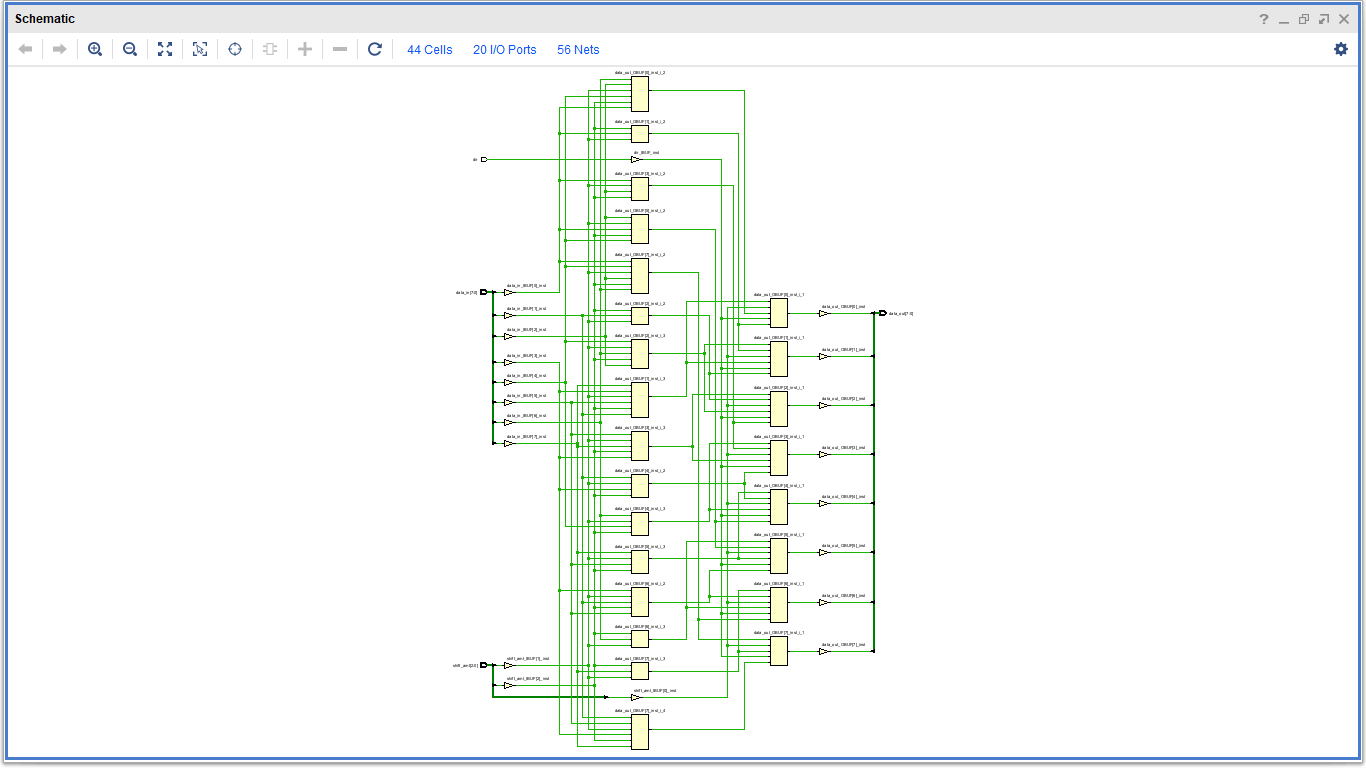 Schematic
44 Cells
20 I/O Ports
56 Nets
data_out_OBUF[0]_inst_i_2
data_out_OBUF[1]_inst_i_2
dir
dir_IBUF_inst
data_out_OBUF[3]_inst_i_2
data_out_OBUF[5]_inst_i_2
data_out_OBUF[7]_inst_i_2
data_in[7:0]
data_in_IBUF[0]_inst
data_in_IBUF[1]_inst
data_in_IBUF[2]_inst
data_in_IBUF[3]_inst
data_in_IBUF[4]_inst
data_in_IBUF[5]_inst
data_in_IBUF[6]_inst
data_in_IBUF[7]_inst
data_out_OBUF[2]_inst_i_2
data_out_OBUF[2]_inst_i_3
data_out_OBUF[1]_inst_i_3
data_out_OBUF[3]_inst_i_3
data_out_OBUF[4]_inst_i_2
data_out_OBUF[4]_inst_i_3
data_out_OBUF[5]_inst_i_3
data_out_OBUF[6]_inst_i_2
data_out_OBUF[6]_inst_i_3
data_out_OBUF[7]_inst_i_3
shift_amt[2:0]
shift_amt_IBUF[1]_inst
shift_amt_IBUF[2]_inst
shift_amt_IBUF[0]_inst
data_out_OBUF[7]_inst_i_4
data_out_OBUF[0]_inst_i_1
data_out_OBUF[1]_inst_i_1
data_out_OBUF[2]_inst_i_1
data_out_OBUF[3]_inst_i_1
data_out_OBUF[4]_inst_i_1
data_out_OBUF[5]_inst_i_1
data_out_OBUF[6]_inst_i_1
data_out_OBUF[7]_inst_i_1
data_out_OBUF[0]_inst
data_out_OBUF[1]_inst
data_out_OBUF[2]_inst
data_out_OBUF[3]_inst
data_out_OBUF[4]_inst
data_out_OBUF[5]_inst
data_out_OBUF[6]_inst
data_out_OBUF[7]_inst
data_out[7:0]